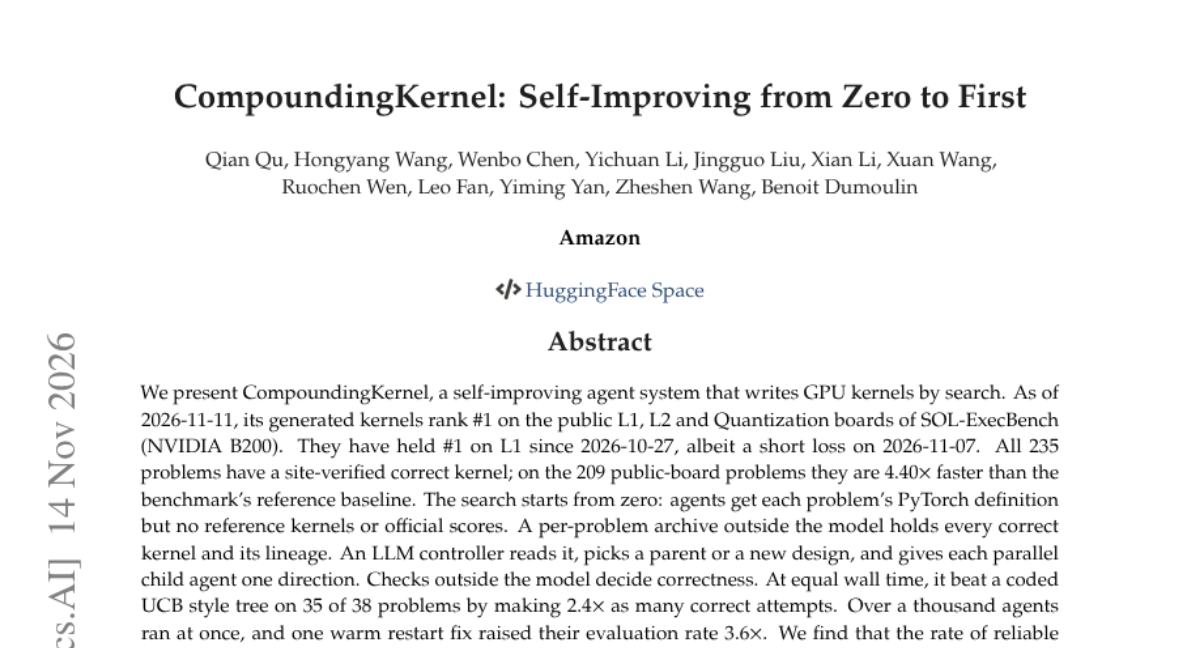 CompoundingKernel: Self-Improving from Zero to First
Qian Qu, Hongyang Wang, Wenbo Chen, Yichuan Li, Jingguo Liu, Xian Li, Xuan Wang,
Ruochen Wen, Leo Fan, Yiming Yan, Zheshen Wang, Benoit Dumoulin
Amazon
</> HuggingFace Space
Abstract
We present CompoundingKernel, a self-improving agent system that writes GPU kernels by search. As of
2026-11-11, its generated kernels rank #1 on the public L1, L2 and Quantization boards of SOL-ExecBench
(NVIDIA B200). They have held #1 on L1 since 2026-10-27, albeit a short loss on 2026-11-07. All 235
problems have a site-verified correct kernel; on the 209 public-board problems they are 4.40× faster than the
benchmark's reference baseline. The search starts from zero: agents get each problem's PyTorch definition
but no reference kernels or official scores. A per-problem archive outside the model holds every correct
kernel and its lineage. An LLM controller reads it, picks a parent or a new design, and gives each parallel
child agent one direction. Checks outside the model decide correctness. At equal wall time, it beat a coded
UCB style tree on 35 of 38 problems by making 2.4× as many correct attempts. Over a thousand agents
ran at once, and one warm restart fix raised their evaluation rate 3.6×. We find that the rate of reliable
cs.AI] 14 Nov 2026